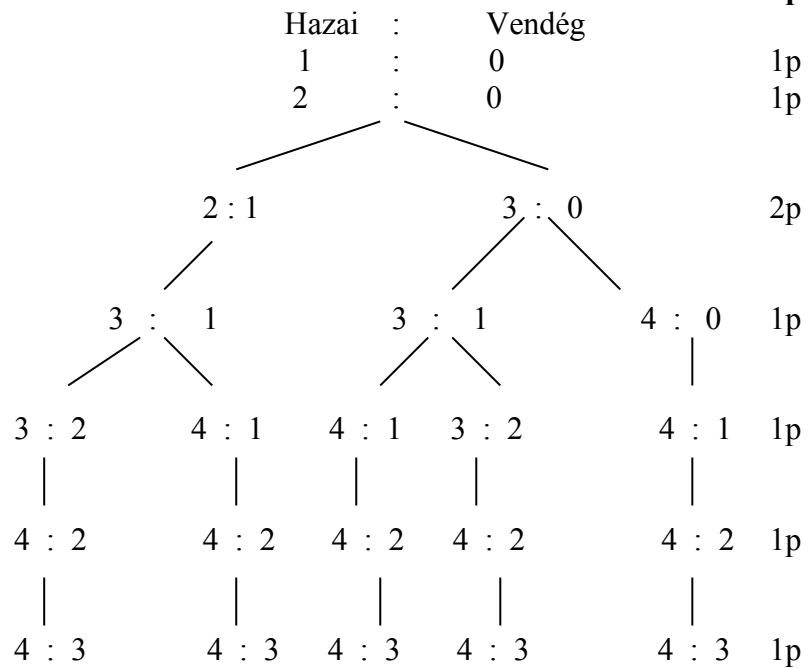 Hazai : Vendég
1 : 0 1p
2 : 0 1p
2 : 1 3 : 0 2p
3 : 1 3 : 1 4 : 0 1p
3 : 2 4 : 1 4 : 1 3 : 2 4 : 1 1p
4 : 2 4 : 2 4 : 2 4 : 2 4 : 2 1p
4 : 3 4 : 3 4 : 3 4 : 3 4 : 3 1p